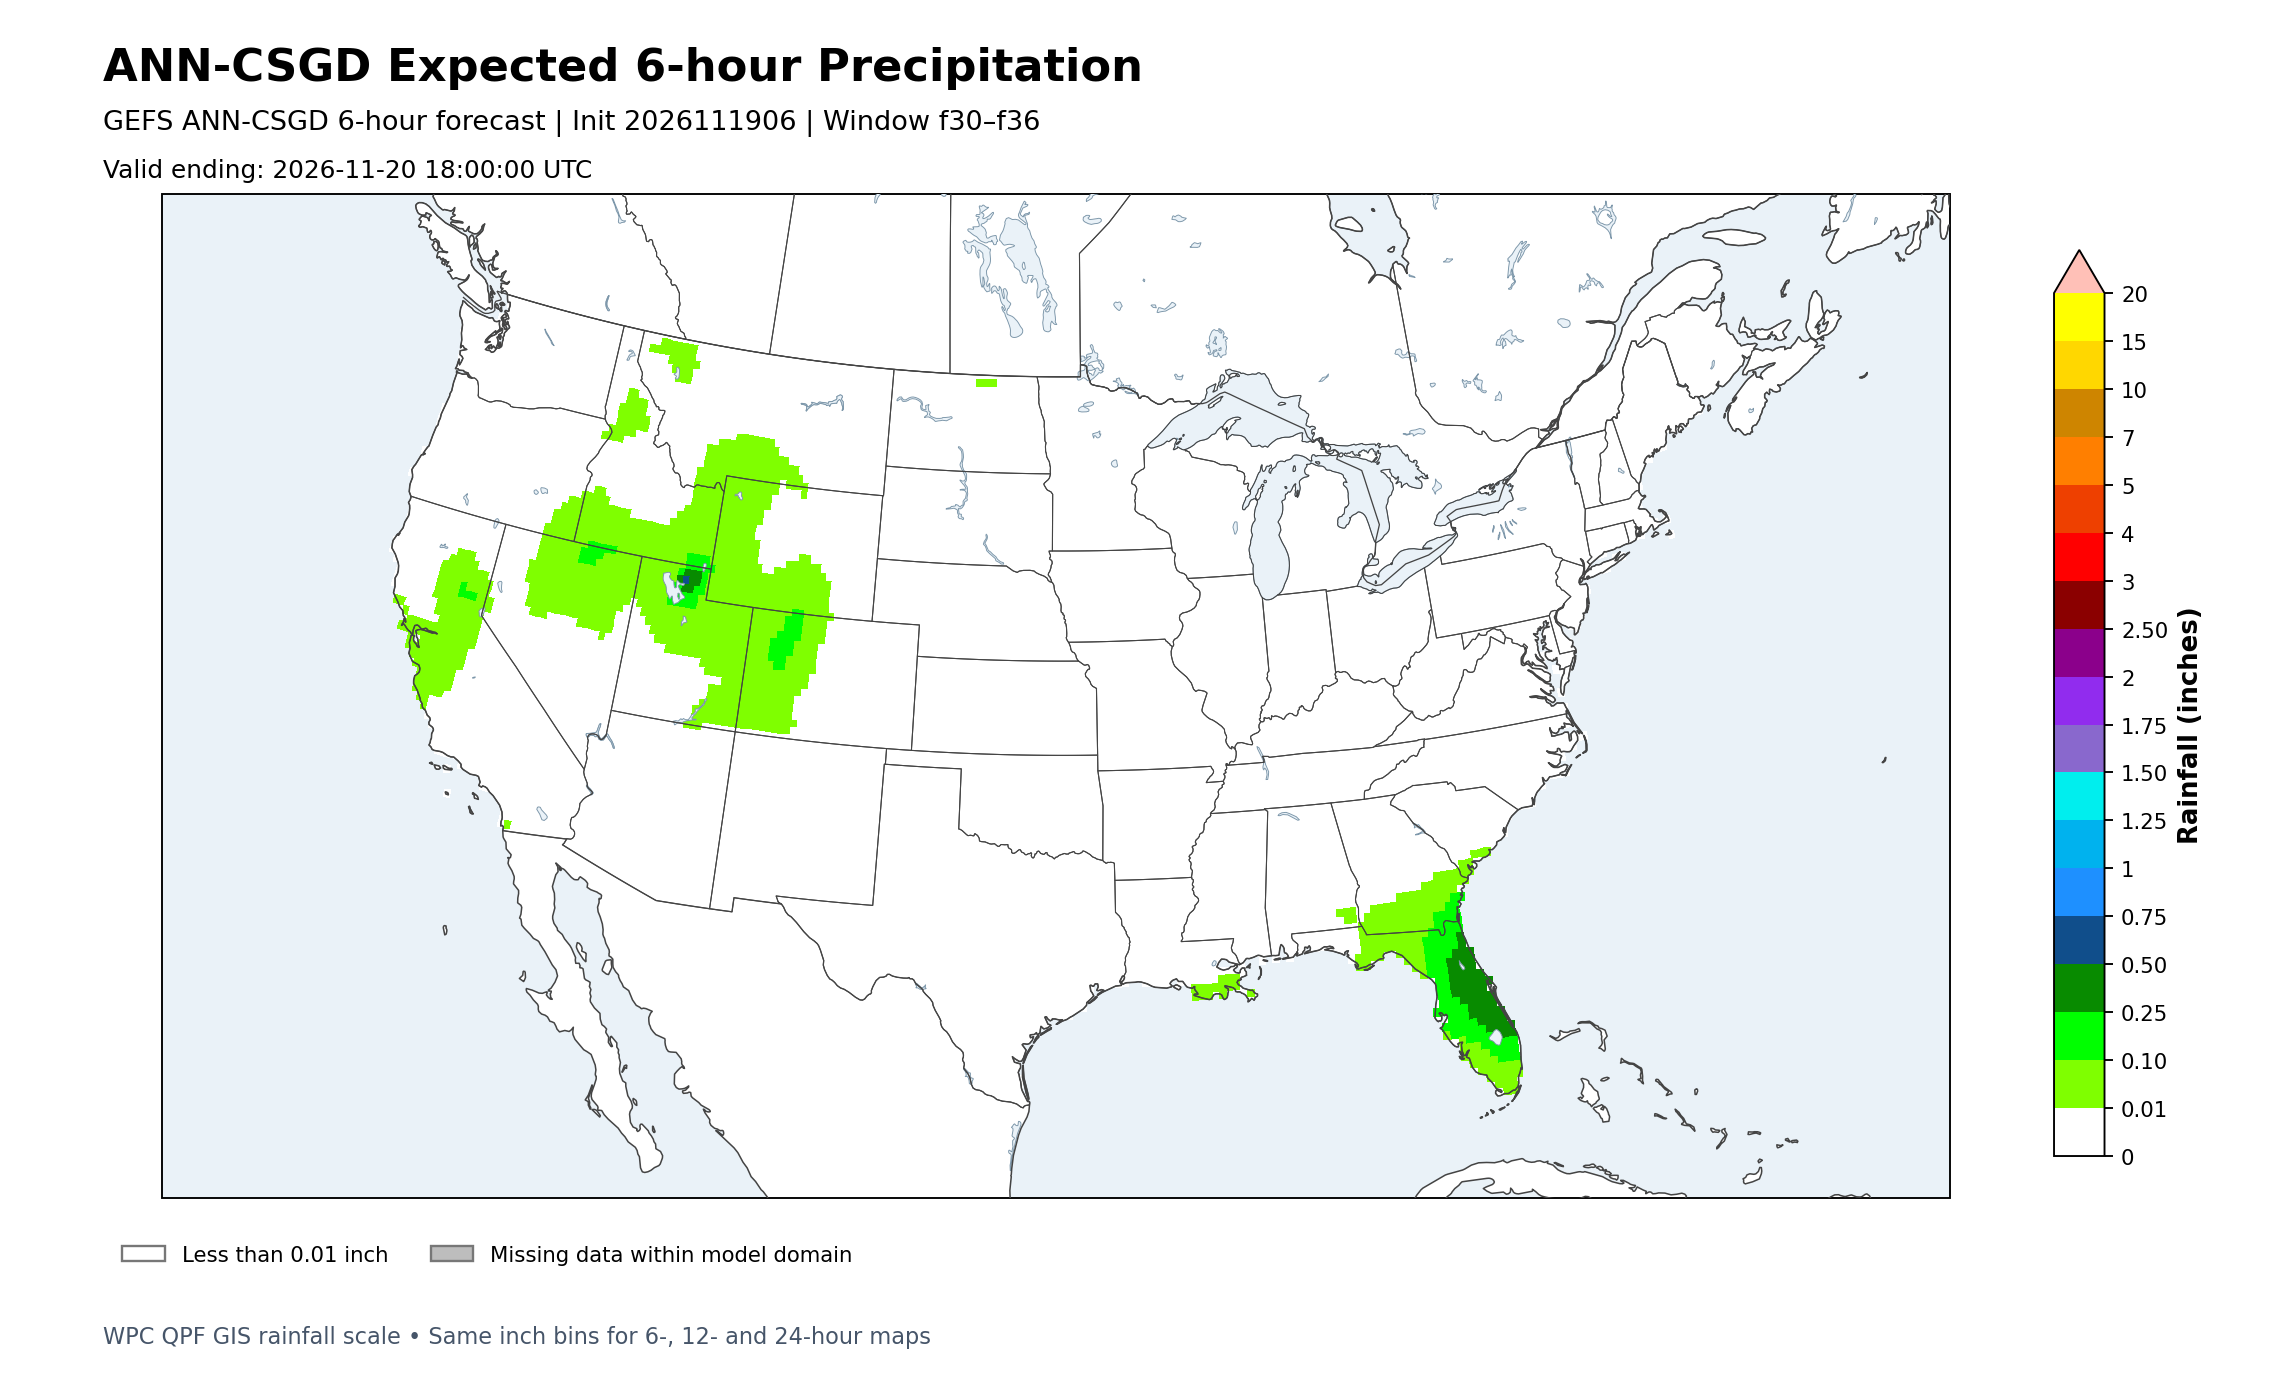 ANN-CSGD Expected 6-hour Precipitation
GEFS ANN-CSGD 6-hour forecast | Init 2026111906 | Window f30–f36
Valid ending: 2026-11-20 18:00:00 UTC
20
15
10
7
5
4
3
2.50
2
1.75
1.50
1.25
1
0.75
0.50
0.25
0.10
0.01
0
Rainfall (inches)
Less than 0.01 inch
Missing data within model domain
WPC QPF GIS rainfall scale • Same inch bins for 6-, 12- and 24-hour maps